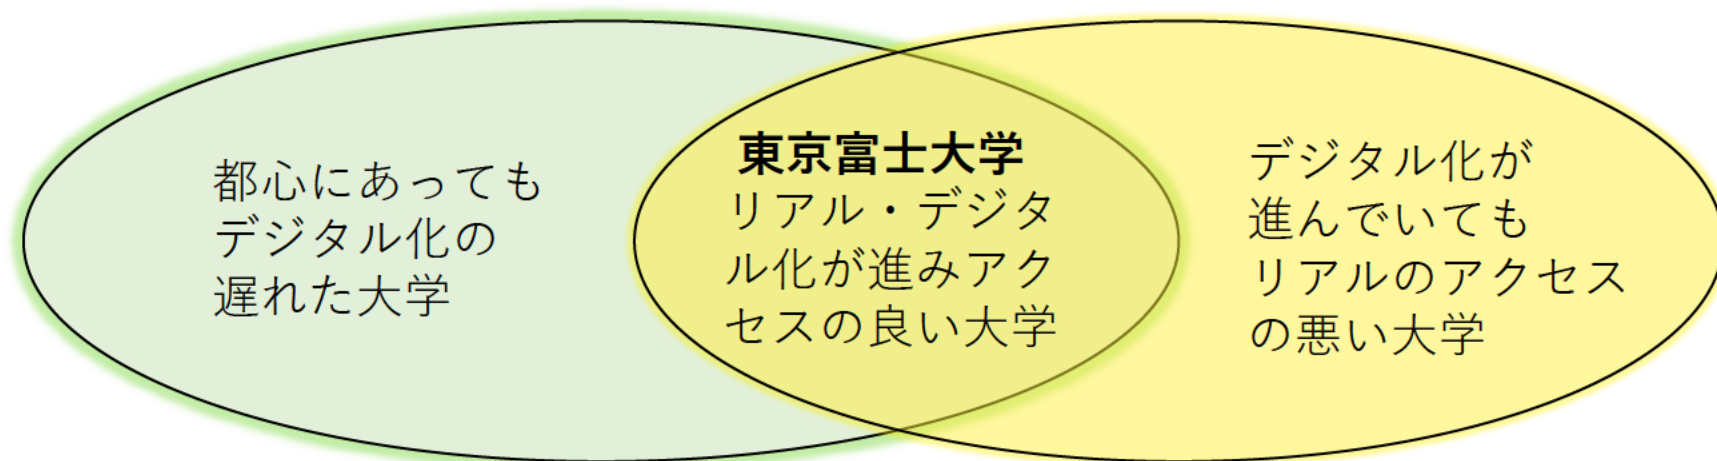 都心にあっても
デジタル化の
遅れた大学
東京富士大学
リアル・デジタ
ル化が進みアク
セスの良い大学
デジタル化が
進んでいても
リアルのアクセス
の悪い大学